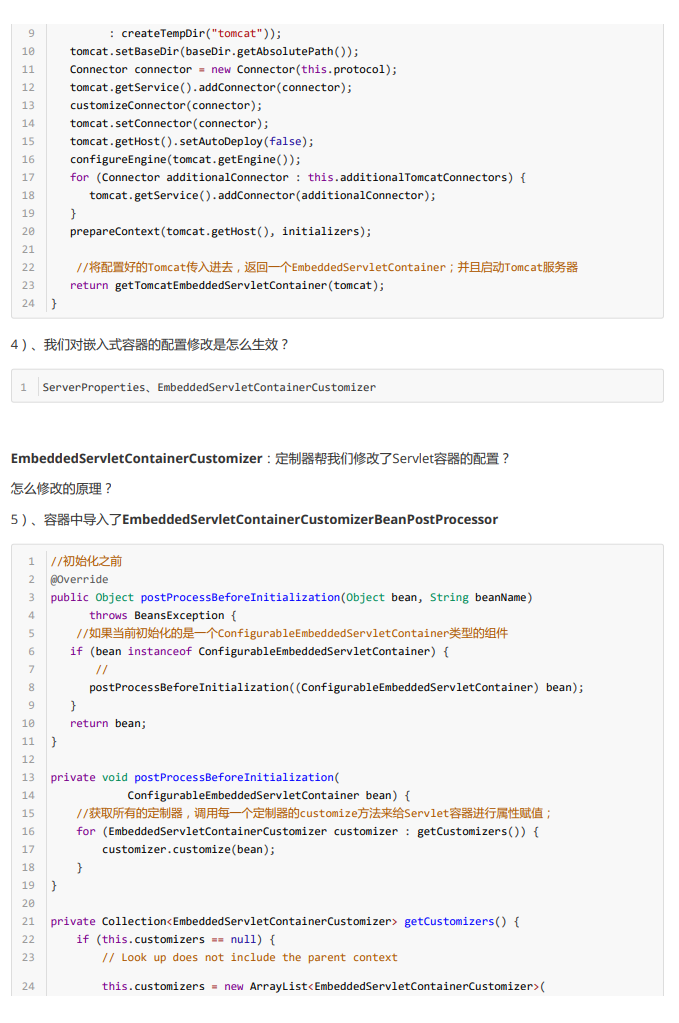 9 : createTempDir("tomcat"));
10 tomcat.setBaseDir(baseDir.getAbsolutePath());
11 Connector connector = new Connector(this.protocol);
12 tomcat.getService().addConnector(connector);
13 customizeConnector(connector);
14 tomcat.setConnector(connector);
15 tomcat.getHost().setAutoDeploy(false);
16 configureEngine(tomcat.getEngine());
17 for (Connector additionalConnector : this.additionalTomcatConnectors) {
18 tomcat.getService().addConnector(additionalConnector);
19 }
20 prepareContext(tomcat.getHost(), initializers);
21
22 //将配置好的Tomcat传入进去，返回一个EmbeddedServletContainer；并且启动Tomcat服务器
23 return getTomcatEmbeddedServletContainer(tomcat);
24 }
4）、我们对嵌入式容器的配置修改是怎么生效？
1 ServerProperties、EmbeddedServletContainerCustomizer
EmbeddedServletContainerCustomizer：定制器帮我们修改了Servlet容器的配置？
怎么修改的原理？
5）、容器中导入了EmbeddedServletContainerCustomizerBeanPostProcessor
1 //初始化之前
2 @Override
3 public Object postProcessBeforeInitialization(Object bean, String beanName)
4 throws BeansException {
5 //如果当前初始化的是一个ConfigurableEmbeddedServletContainer类型的组件
6 if (bean instanceof ConfigurableEmbeddedServletContainer) {
7 //
8 postProcessBeforeInitialization((ConfigurableEmbeddedServletContainer) bean);
9 }
10 return bean;
11 }
12
13 private void postProcessBeforeInitialization(
14 ConfigurableEmbeddedServletContainer bean) {
15 //获取所有的定制器，调用每一个定制器的customize方法来给Servlet容器进行属性赋值；
16 for (EmbeddedServletContainerCustomizer customizer : getCustomizers()) {
17 customizer.customize(bean);
18 }
19 }
20
21 private Collection<EmbeddedServletContainerCustomizer> getCustomizers() {
22 if (this.customizers == null) {
23 // Look up does not include the parent context
24 this.customizers = new ArrayList<EmbeddedServletContainerCustomizer>(